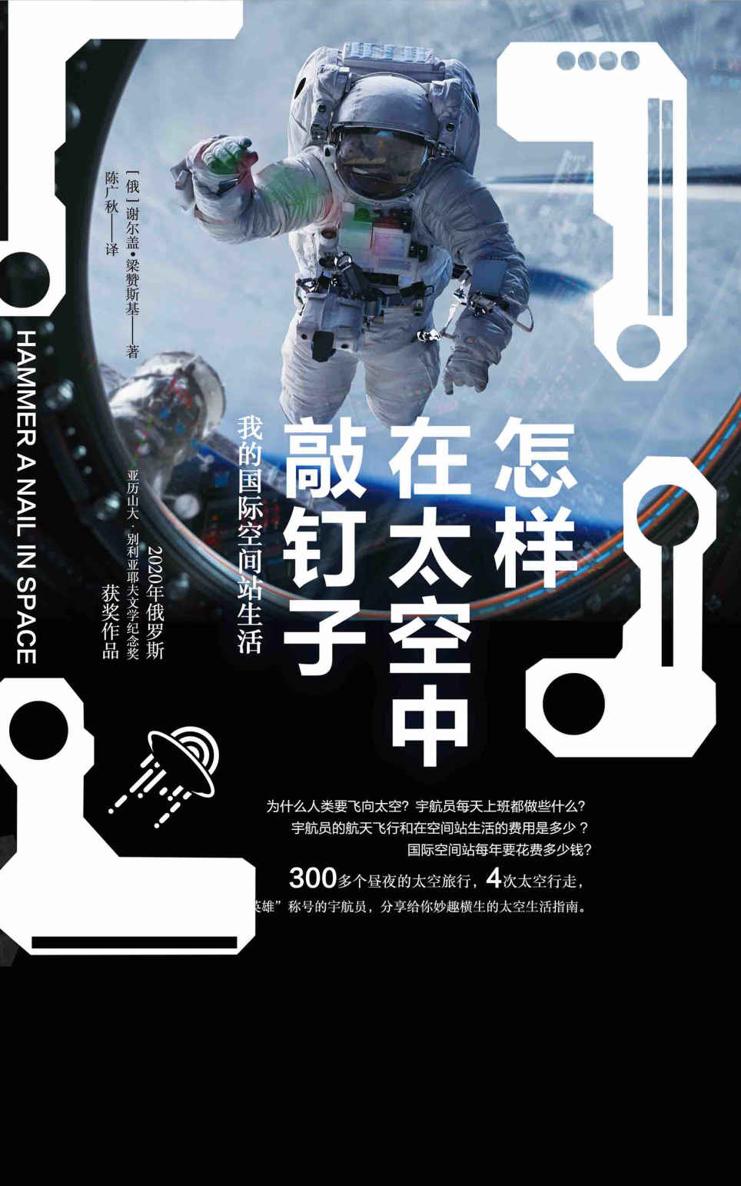 怎样
在太空中
敲钉子
我的国际空间站生活
[俄]谢尔盖·梁赞斯基——著
陈广秋——译
2020年俄罗斯
亚历山大·别利亚耶夫文学纪念奖
获奖作品
HAMMER A NAIL IN SPACE
为什么人类要飞向太空？宇航员每天上班都做些什么？
宇航员的航天飞行和在空间站生活的费用是多少？
国际空间站每年要花费多少钱？
300多个昼夜的太空旅行，4次太空行走，
英雄”称号的宇航员，分享给你妙趣横生的太空生活指南。